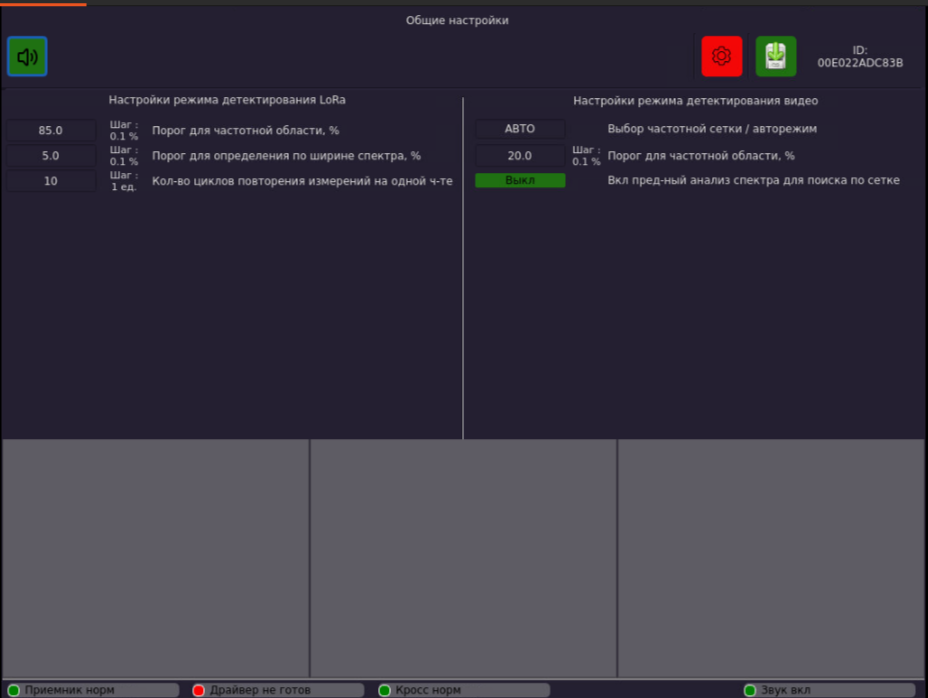 Общие настройки
ID:
00E022ADC83B
Настройки режима детектирования LoRa
85.0 Шаг : 0.1 % Порог для частотной области, %
5.0 Шаг : 0.1 % Порог для определения по ширине спектра, %
10 Шаг : 1 ед. Кол-во циклов повторения измерений на одной ч-те
Настройки режима детектирования видео
АВТО Выбор частотной сетки / авторежим
20.0 Шаг : 0.1 % Порог для частотной области, %
Выкл Вкл пред-ный анализ спектра для поиска по сетке
Приемник норм
Драйвер не готов
Кросс норм
Звук вкл